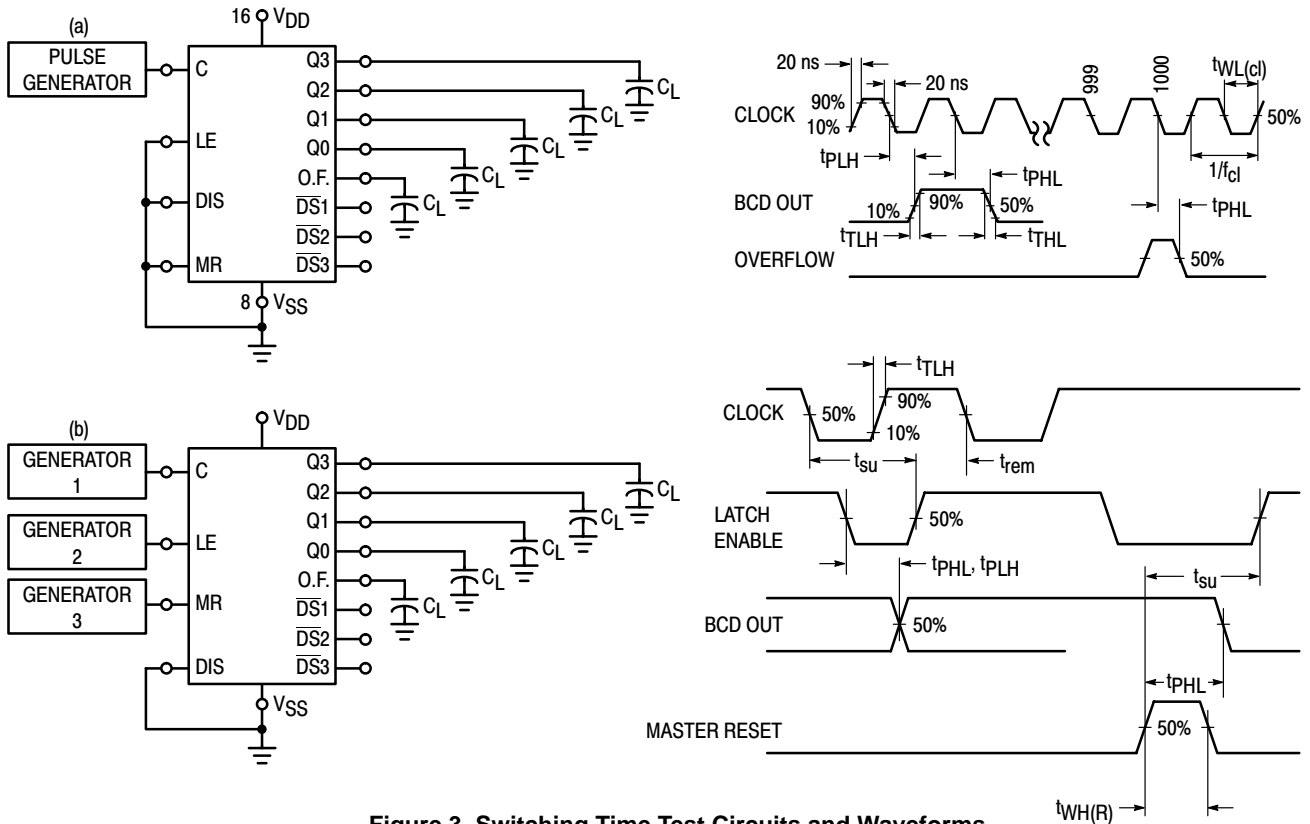 (a)
PULSE
GENERATOR
16 VDD
C
LE
DIS
MR
Q3
Q2
Q1
Q0
O.F.
DS1
DS2
DS3
CL
CL
CL
CL
CL
8 VSS
20 ns
20 ns
999
1000
tWL(cl)
CLOCK
90%
10%
50%
tPLH
tPHL
1/fcl
BCD OUT
10%
90%
50%
tPHL
tTLH
tTHL
OVERFLOW
50%
(b)
GENERATOR
1
GENERATOR
2
GENERATOR
3
VDD
C
LE
MR
DIS
Q3
Q2
Q1
Q0
O.F.
DS1
DS2
DS3
CL
CL
CL
CL
CL
VSS
tTLH
CLOCK
50%
90%
10%
tsu
trem
LATCH
ENABLE
50%
tPHL, tPLH
tsu
BCD OUT
50%
tPHL
MASTER RESET
50%
tWH(R)
Figure 3. Switching Time Test Circuits and Waveforms